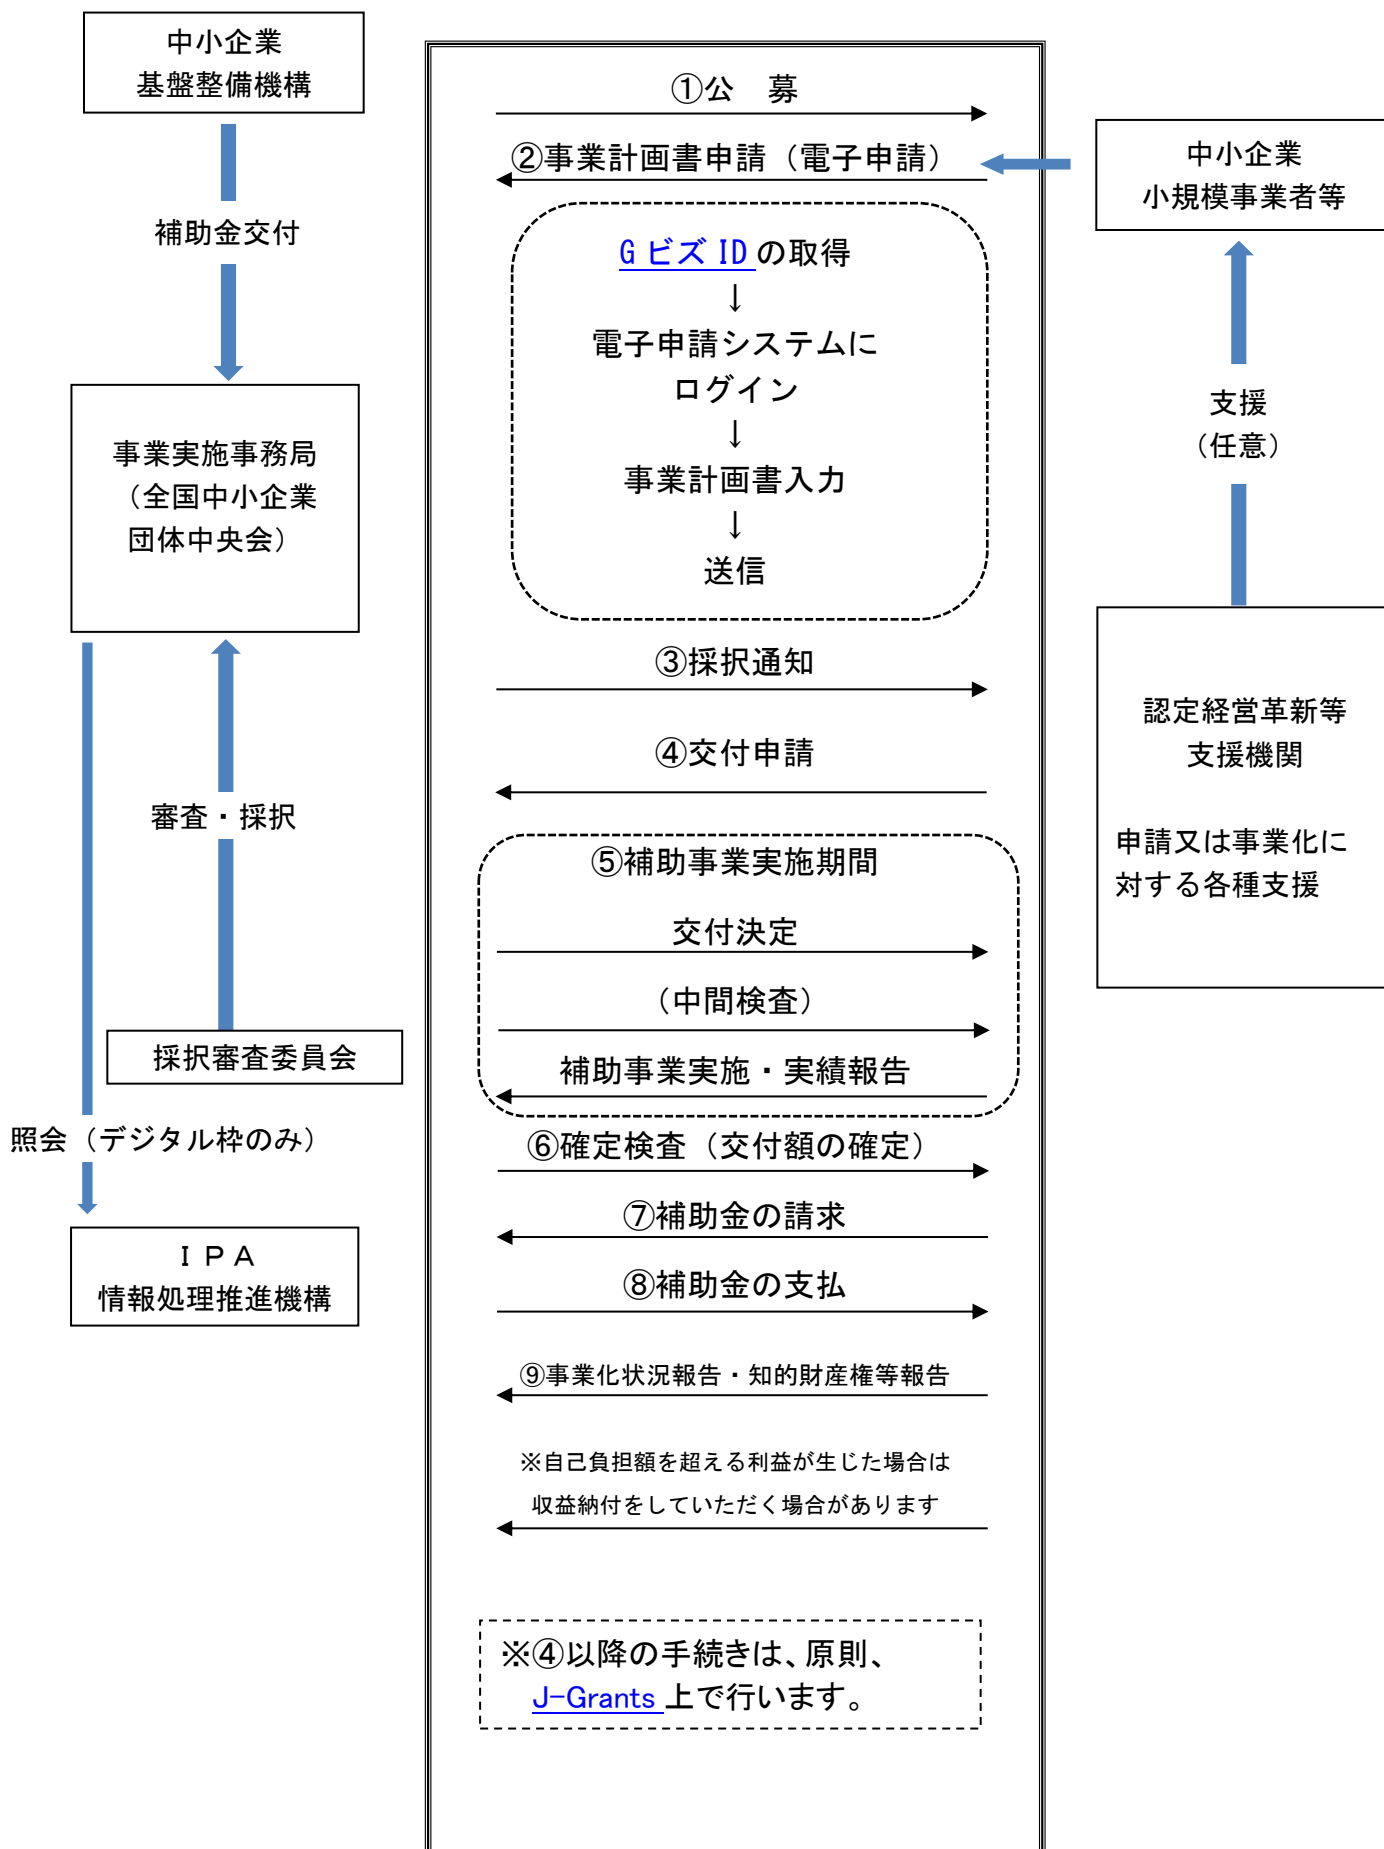 中小企業
基盤整備機構
補助金交付
事業実施事務局
（全国中小企業
団体中央会）
審査・採択
採択審査委員会
照会（デジタル枠のみ）
ＩＰＡ
情報処理推進機構
①公　募
②事業計画書申請（電子申請）
GビズIDの取得
↓
電子申請システムに
ログイン
↓
事業計画書入力
↓
送信
③採択通知
④交付申請
⑤補助事業実施期間
交付決定
（中間検査）
補助事業実施・実績報告
⑥確定検査（交付額の確定）
⑦補助金の請求
⑧補助金の支払
⑨事業化状況報告・知的財産権等報告
※自己負担額を超える利益が生じた場合は
収益納付をしていただく場合があります
※④以降の手続きは、原則、
J-Grants上で行います。
中小企業
小規模事業者等
支援
（任意）
認定経営革新等
支援機関
申請又は事業化に
対する各種支援